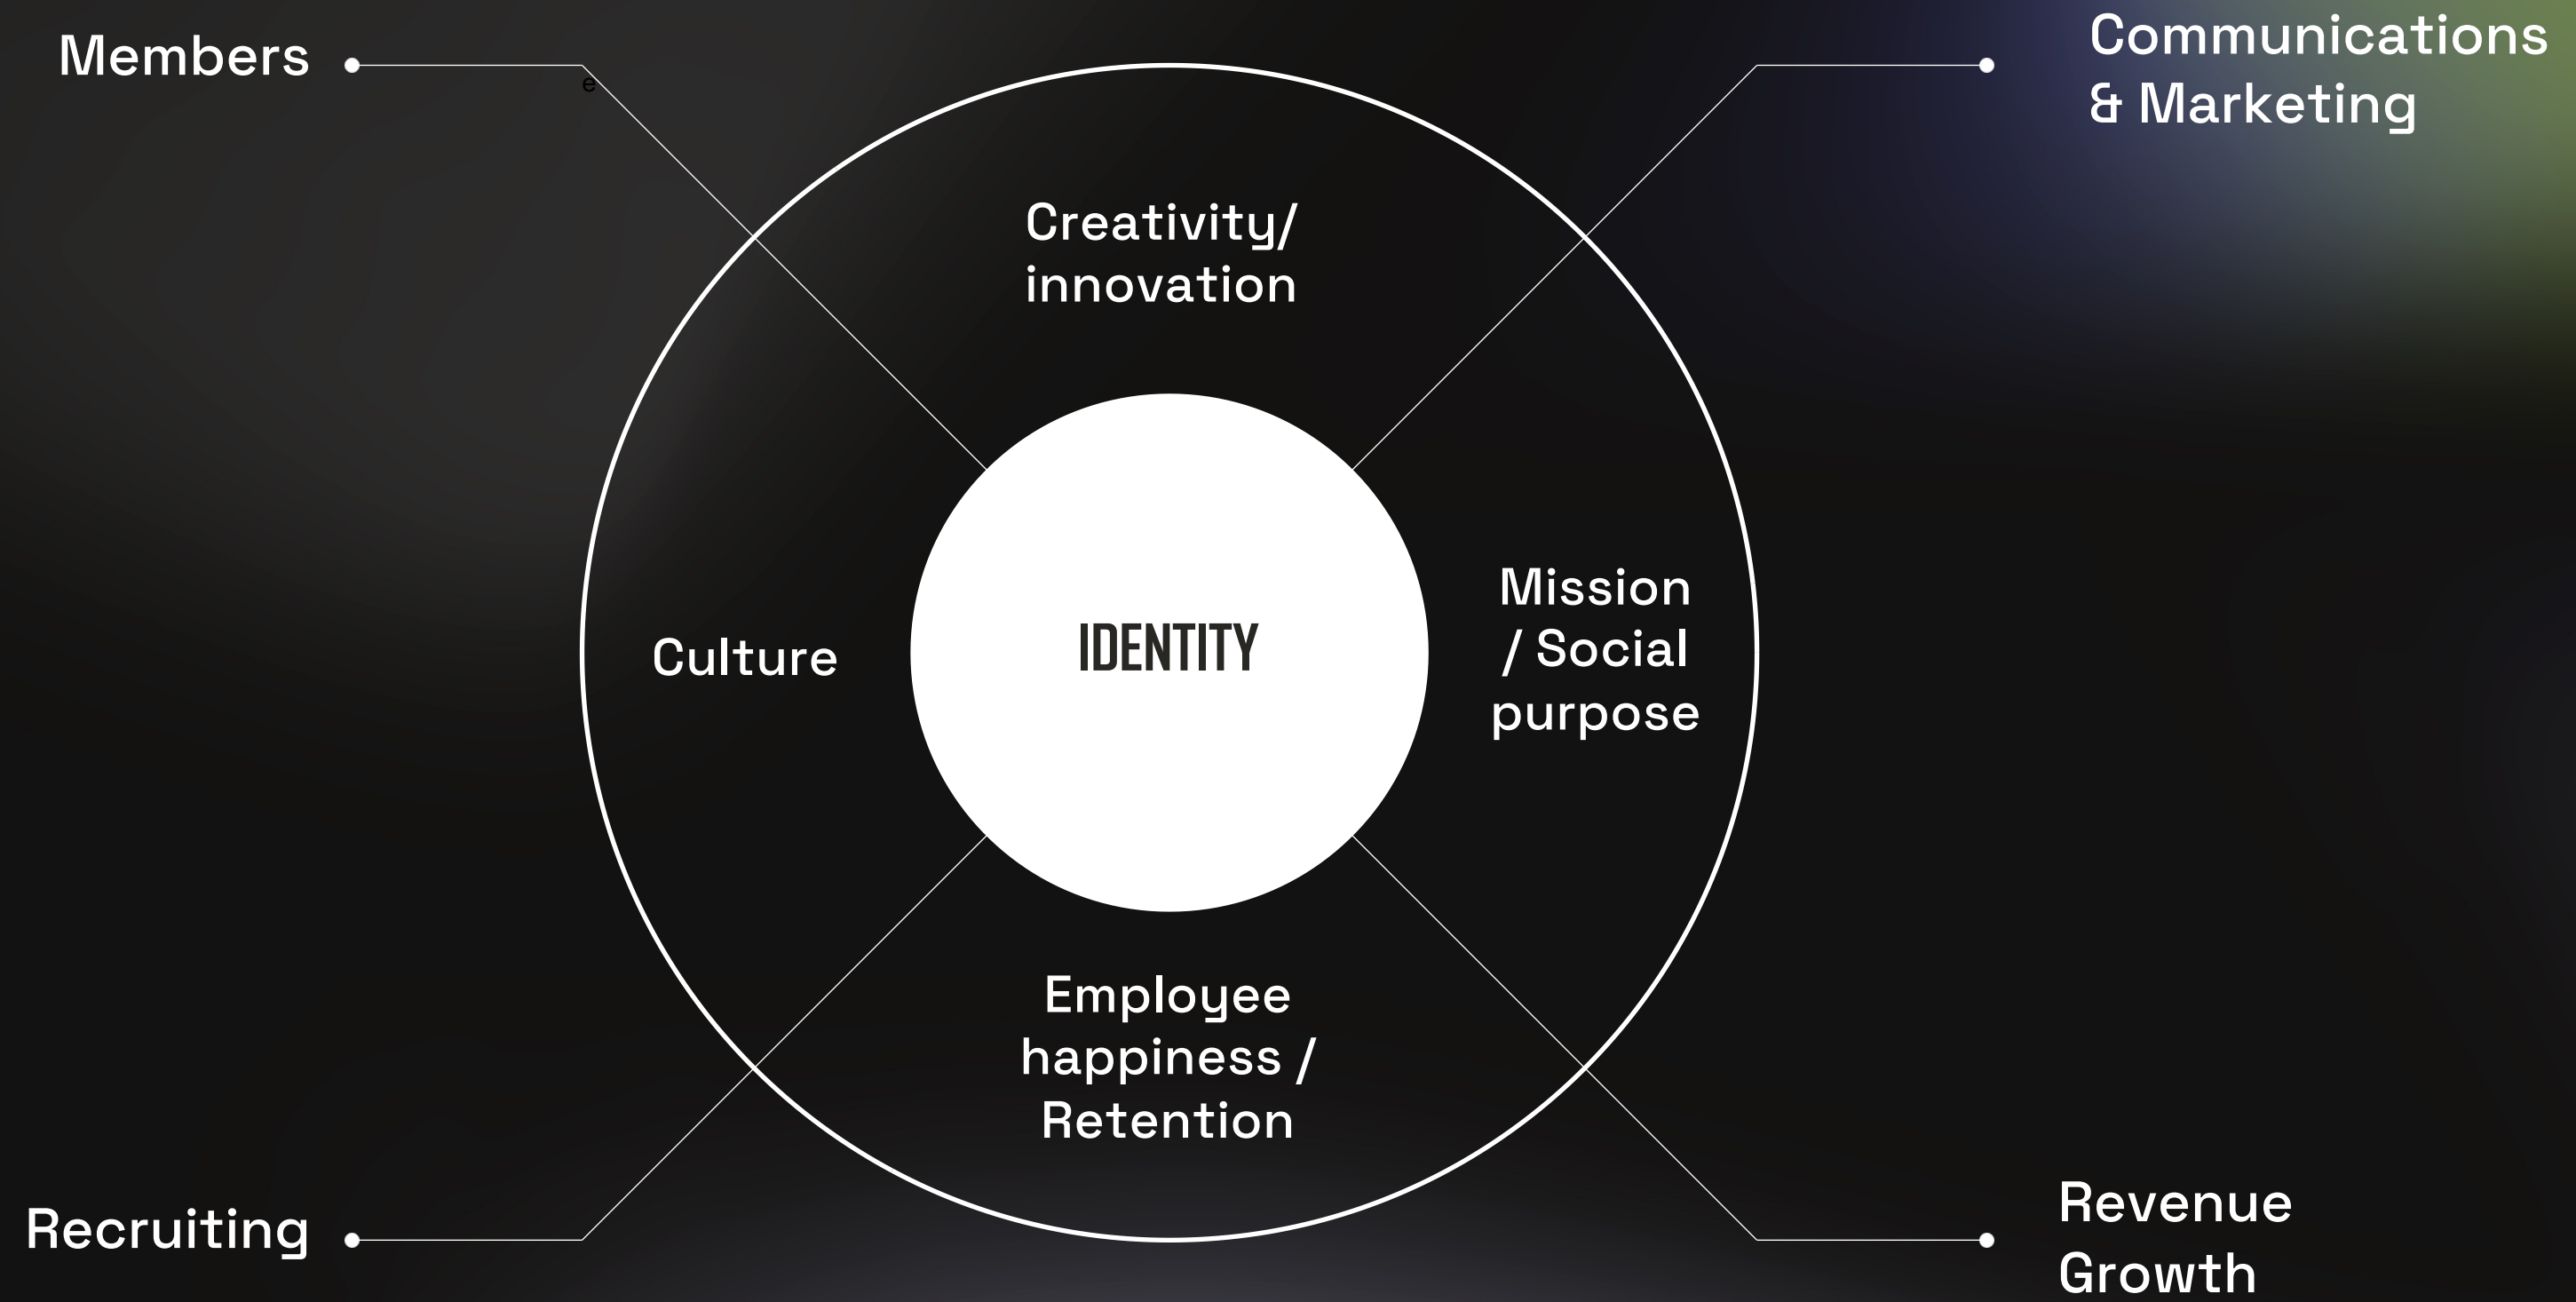 Members
e
Communications
& Marketing
Creativity/
innovation
Culture
IDENTITY
Mission
/ Social
purpose
Employee
happiness /
Retention
Recruiting
Revenue
Growth